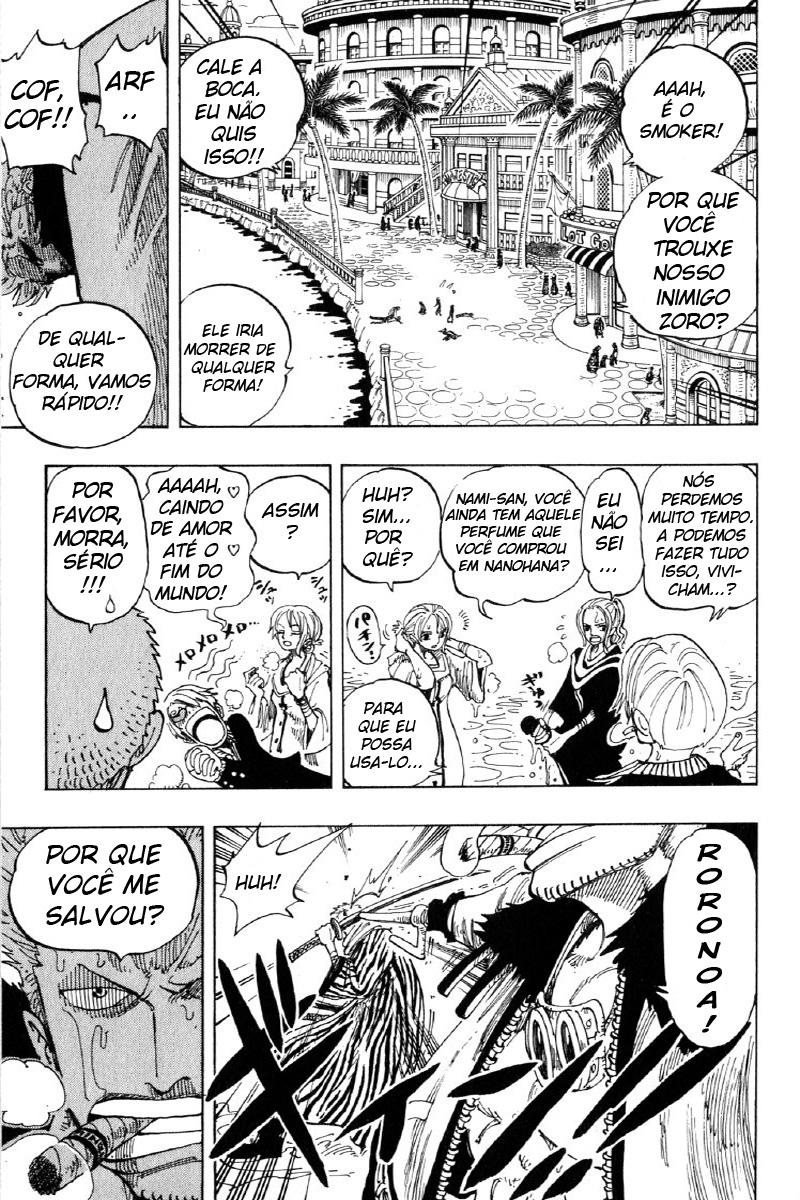 AAAH,
É O
SMOKER!
POR QUE
VOCÊ
TROUXE
NOSSO
INIMIGO
ZORO?
CALE A
BOCA.
EU NÃO
QUIS
ISSO!!
ELE IRIA
MORRER DE
QUALQUER
FORMA!
ARF
..
COF,
COF!!
DE QUAL-
QUER
FORMA, VAMOS
RÁPIDO!!
NÓS
PERDEMOS
MUITO TEMPO.
A PODEMOS
FAZER TUDO
ISSO, VIVI-
CHAM...?
EU
NÃO
SEI
...
NAMI-SAN, VOCÊ
AINDA TEM AQUELE
PERFUME QUE
VOCÊ COMPROU
EM NANOHANA?
HUH?
SIM...
POR
QUÊ?
PARA
QUE EU
POSSA
USA-LO...
ASSIM
?
AAAAH, ♡
CAINDO
DE AMOR
ATÉ O ♡
FIM DO
MUNDO!
POR
FAVOR,
MORRA,
SÉRIO
!!!
RORONOA!
HUH!
POR QUE
VOCÊ ME
SALVOU?